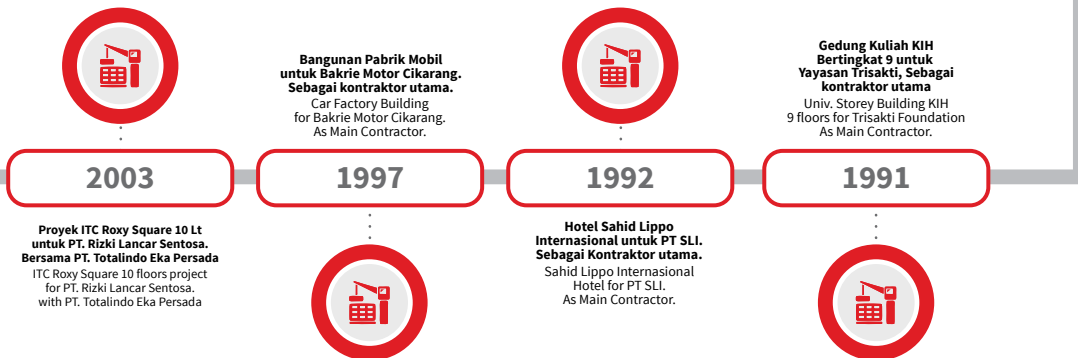 Bangunan Pabrik Mobil
untuk Bakrie Motor Cikarang.
Sebagai kontraktor utama.
Car Factory Building
for Bakrie Motor Cikarang.
As Main Contractor.
Gedung Kuliah KIH
Bertingkat 9 untuk
Yayasan Trisakti, Sebagai
kontraktor utama
Univ. Storey Building KIH
9 floors for Trisakti Foundation
As Main Contractor.
2003
1997
1992
1991
Proyek ITC Roxy Square 10 Lt
untuk PT. Rizki Lancar Sentosa.
Bersama PT. Totalindo Eka Persada
ITC Roxy Square 10 floors project
for PT. Rizki Lancar Sentosa.
with PT. Totalindo Eka Persada
Hotel Sahid Lippo
Internasional untuk PT SLI.
Sebagai Kontraktor utama.
Sahid Lippo Internasional
Hotel for PT SLI.
As Main Contractor.